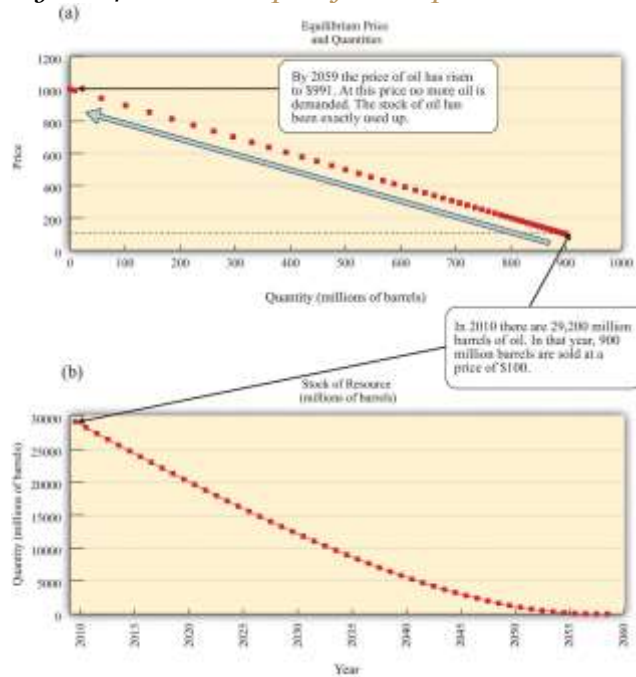 (a)
Equilibrium Price
and Quantities
By 2059 the price of oil has risen
to $991. At this price no more oil is
demanded. The stock of oil has
been exactly used up.
Price
1200
1000
800
600
400
200
0
0 100 200 300 400 500 600 700 800 900 1000
Quantity (millions of barrels)
In 2010 there are 29,200 million
barrels of oil. In that year, 900
million barrels are sold at a
price of $100.
(b)
Stock of Resource
(millions of barrels)
Quantity (millions of barrels)
30000
25000
20000
15000
10000
5000
0
2010 2015 2020 2025 2030 2035 2040 2045 2050 2055 2060
Year